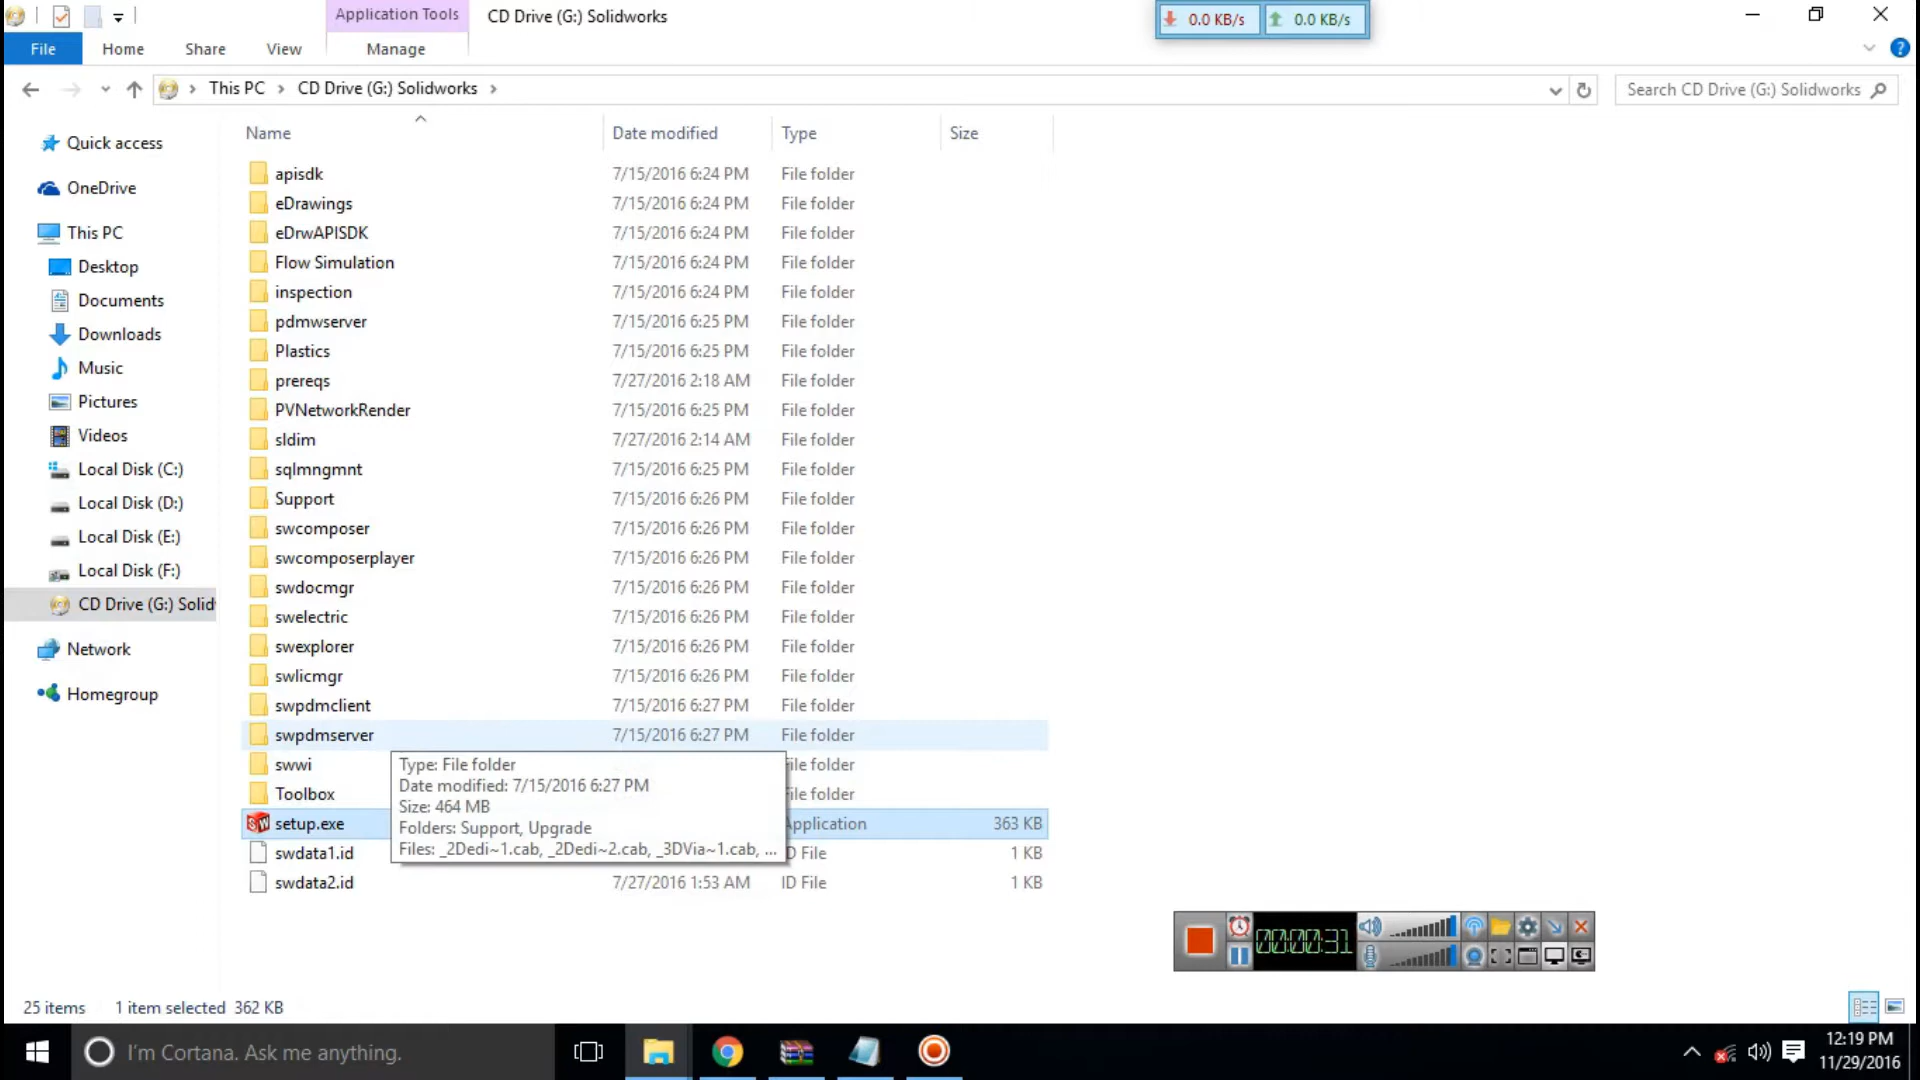 Application Tools
CD Drive (G:) Solidworks
0.0 KB/s 0.0 KB/s
File Home Share View Manage
This PC CD Drive (G:) Solidworks
Search CD Drive (G:) Solidworks
Name Date modified Type Size
Quick access
OneDrive
This PC
Desktop
Documents
Downloads
Music
Pictures
Videos
Local Disk (C:)
Local Disk (D:)
Local Disk (E:)
Local Disk (F:)
CD Drive (G:) Solid
Network
Homegroup
apisdk 7/15/2016 6:24 PM File folder
eDrawings 7/15/2016 6:24 PM File folder
eDrwAPISDK 7/15/2016 6:24 PM File folder
Flow Simulation 7/15/2016 6:24 PM File folder
inspection 7/15/2016 6:24 PM File folder
pdmwserver 7/15/2016 6:25 PM File folder
Plastics 7/15/2016 6:25 PM File folder
prereqs 7/27/2016 2:18 AM File folder
PVNetworkRender 7/15/2016 6:25 PM File folder
sldim 7/27/2016 2:14 AM File folder
sqlmngmnt 7/15/2016 6:25 PM File folder
Support 7/15/2016 6:26 PM File folder
swcomposer 7/15/2016 6:26 PM File folder
swcomposerplayer 7/15/2016 6:26 PM File folder
swdocmgr 7/15/2016 6:26 PM File folder
swelectric 7/15/2016 6:26 PM File folder
swexplorer 7/15/2016 6:26 PM File folder
swlicmgr 7/15/2016 6:26 PM File folder
swpdmclient 7/15/2016 6:27 PM File folder
swpdmserver 7/15/2016 6:27 PM File folder
swwi File folder
Toolbox File folder
setup.exe Application 363 KB
swdata1.id ID File 1 KB
swdata2.id 7/27/2016 1:53 AM ID File 1 KB
Type: File folder
Date modified: 7/15/2016 6:27 PM
Size: 464 MB
Folders: Support, Upgrade
Files: _2Dedi~1.cab, _2Dedi~2.cab, _3DVia~1.cab, ...
00:00:31
25 items 1 item selected 362 KB
I'm Cortana. Ask me anything.
12:19 PM
11/29/2016